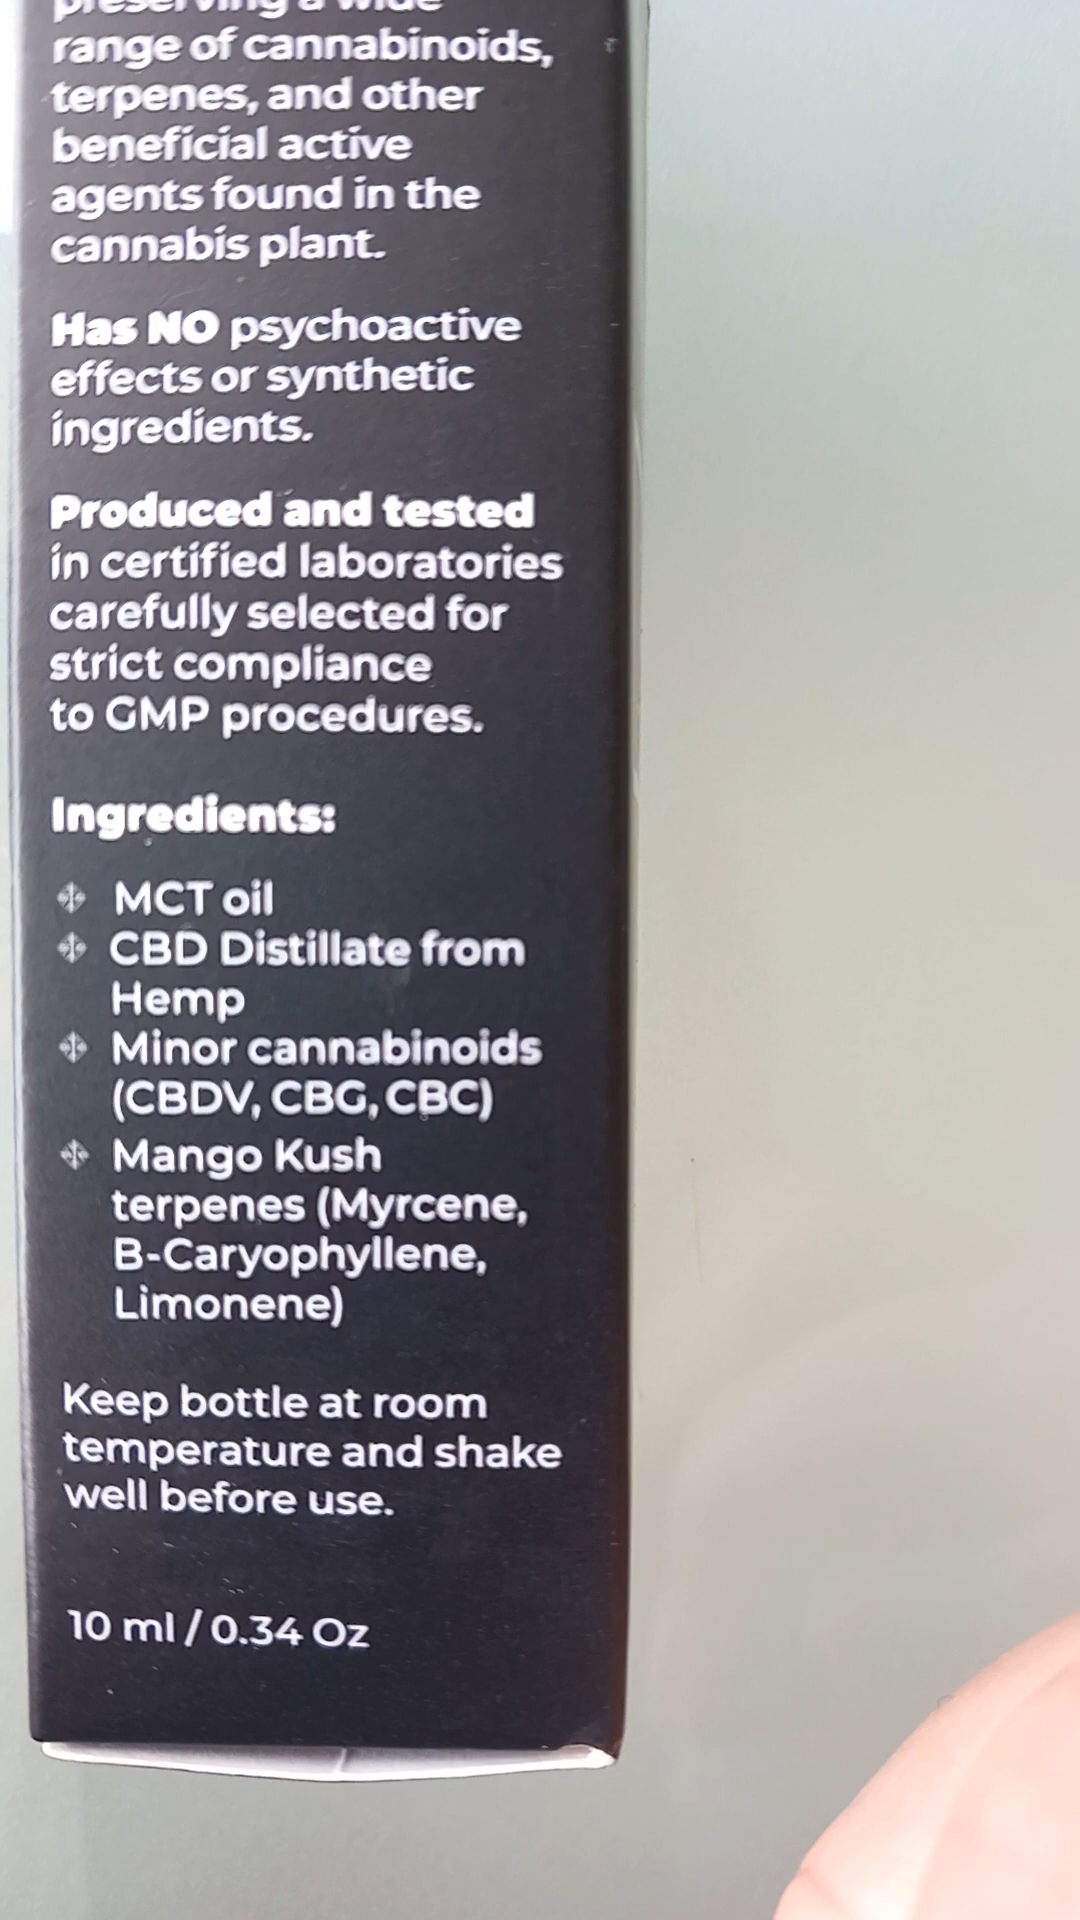 preserving a wide
range of cannabinoids,
terpenes, and other
beneficial active
agents found in the
cannabis plant.
Has NO psychoactive
effects or synthetic
ingredients.
Produced and tested
in certified laboratories
carefully selected for
strict compliance
to GMP procedures.
Ingredients:
MCT oil
CBD Distillate from
Hemp
Minor cannabinoids
(CBDV, CBG, CBC)
Mango Kush
terpenes (Myrcene,
B-Caryophyllene,
Limonene)
Keep bottle at room
temperature and shake
well before use.
10 ml / 0.34 Oz